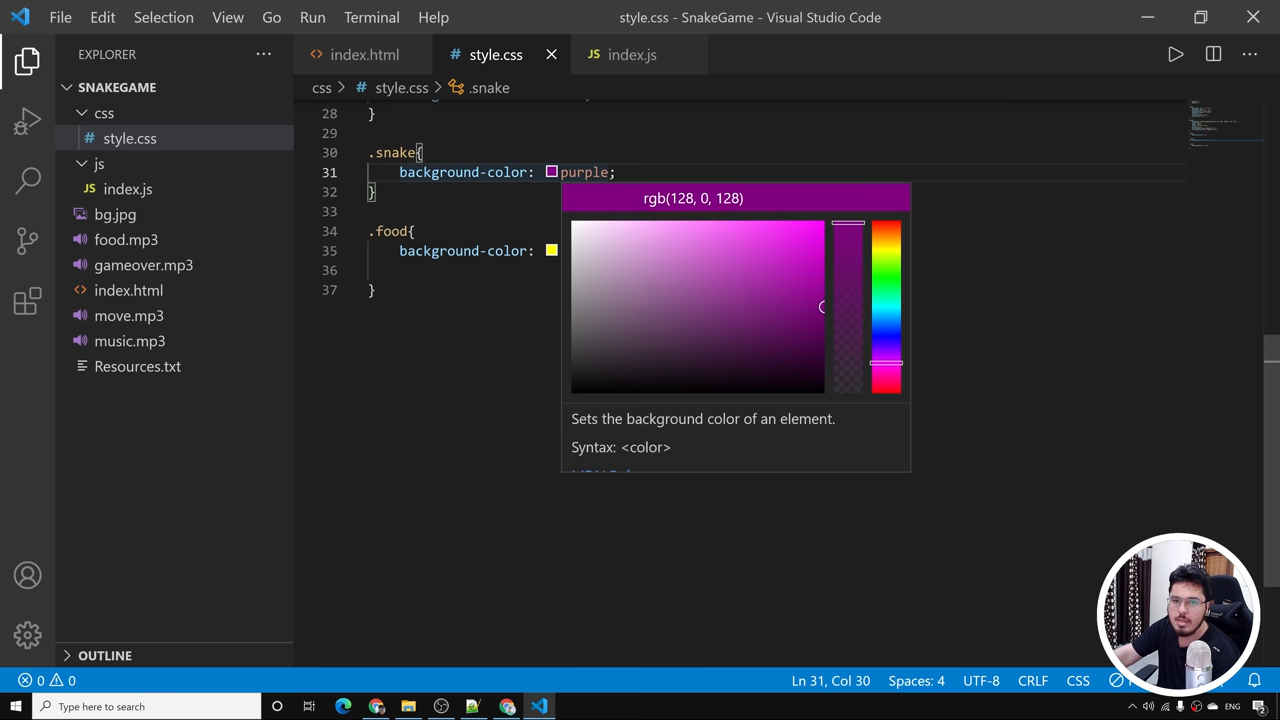 File Edit Selection View Go Run Terminal Help style.css - SnakeGame - Visual Studio Code
EXPLORER
index.html
# style.css
JS index.js
SNAKEGAME
css > # style.css > .snake
css
# style.css
js
JS index.js
bg.jpg
food.mp3
gameover.mp3
index.html
move.mp3
music.mp3
Resources.txt
OUTLINE
28 }
29
30 .snake{
31 background-color: purple;
32 }
33
34 .food{
35 background-color:
36
37 }
rgb(128, 0, 128)
Sets the background color of an element.
Syntax: <color>
0 0
Ln 31, Col 30 Spaces: 4 UTF-8 CRLF CSS
Type here to search
ENG